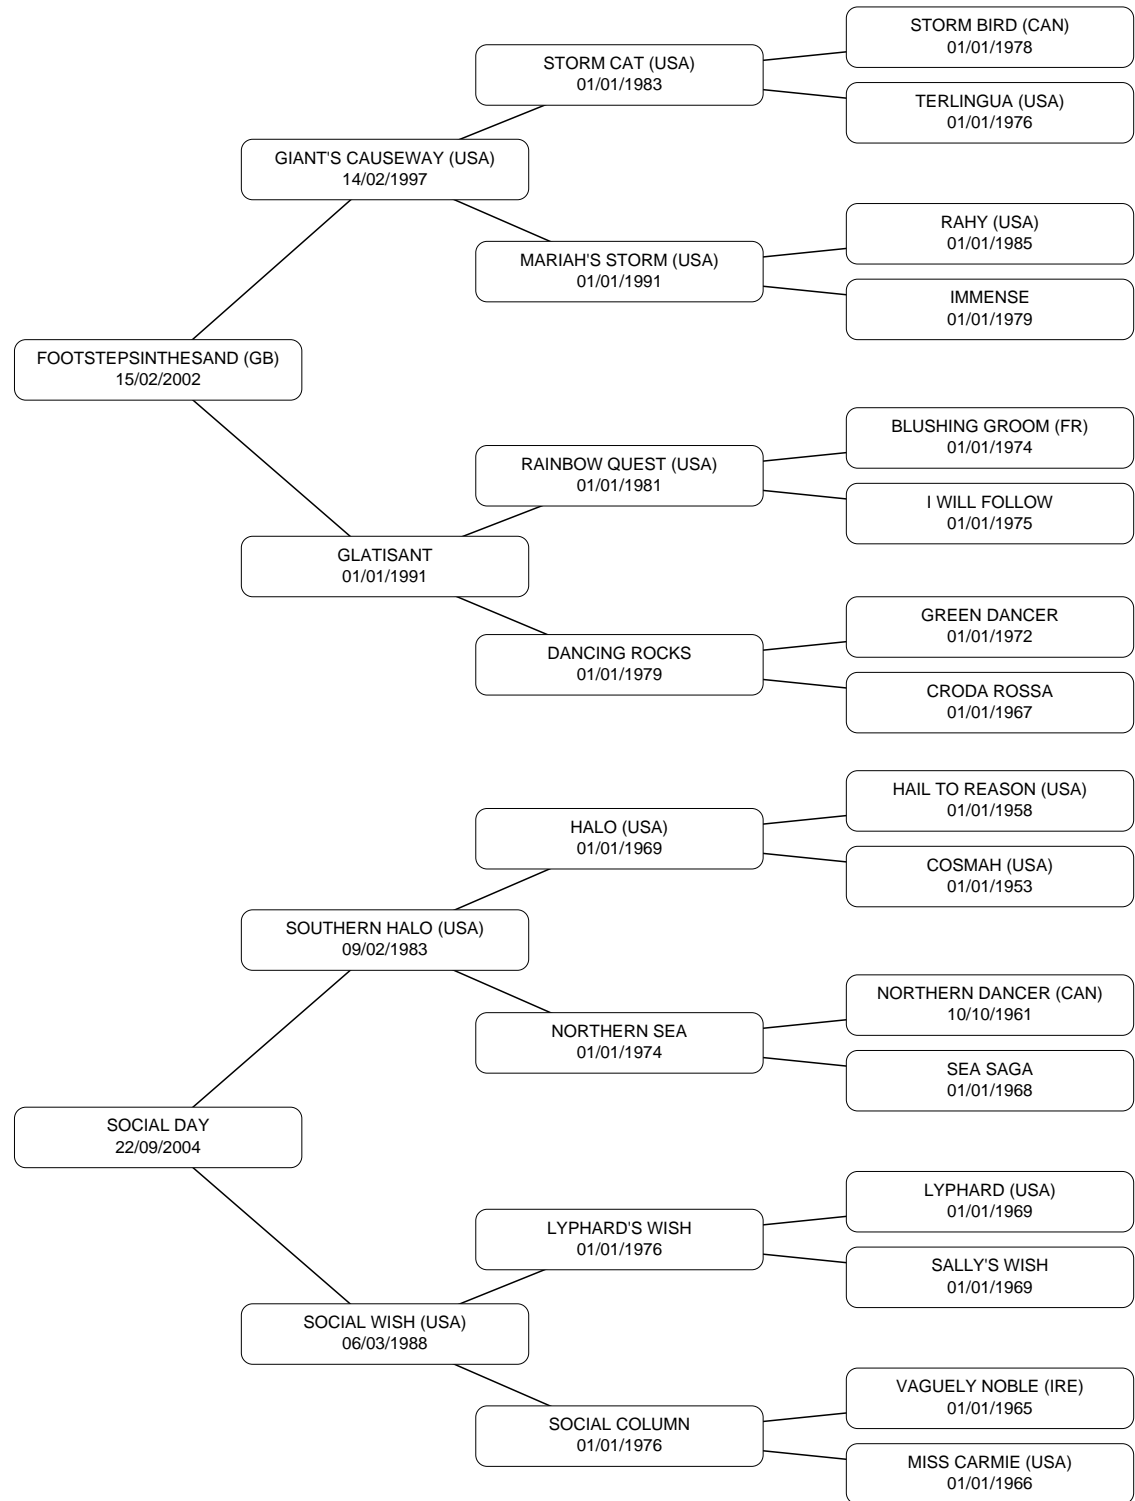 STORM BIRD (CAN)
01/01/1978
STORM CAT (USA)
01/01/1983
TERLINGUA (USA)
01/01/1976
GIANT'S CAUSEWAY (USA)
14/02/1997
RAHY (USA)
01/01/1985
MARIAH'S STORM (USA)
01/01/1991
IMMENSE
01/01/1979
FOOTSTEPSINTHESAND (GB)
15/02/2002
BLUSHING GROOM (FR)
01/01/1974
RAINBOW QUEST (USA)
01/01/1981
I WILL FOLLOW
01/01/1975
GLATISANT
01/01/1991
GREEN DANCER
01/01/1972
DANCING ROCKS
01/01/1979
CRODA ROSSA
01/01/1967
HAIL TO REASON (USA)
01/01/1958
HALO (USA)
01/01/1969
COSMAH (USA)
01/01/1953
SOUTHERN HALO (USA)
09/02/1983
NORTHERN DANCER (CAN)
10/10/1961
NORTHERN SEA
01/01/1974
SEA SAGA
01/01/1968
SOCIAL DAY
22/09/2004
LYPHARD (USA)
01/01/1969
LYPHARD'S WISH
01/01/1976
SALLY'S WISH
01/01/1969
SOCIAL WISH (USA)
06/03/1988
VAGUELY NOBLE (IRE)
01/01/1965
SOCIAL COLUMN
01/01/1976
MISS CARMIE (USA)
01/01/1966